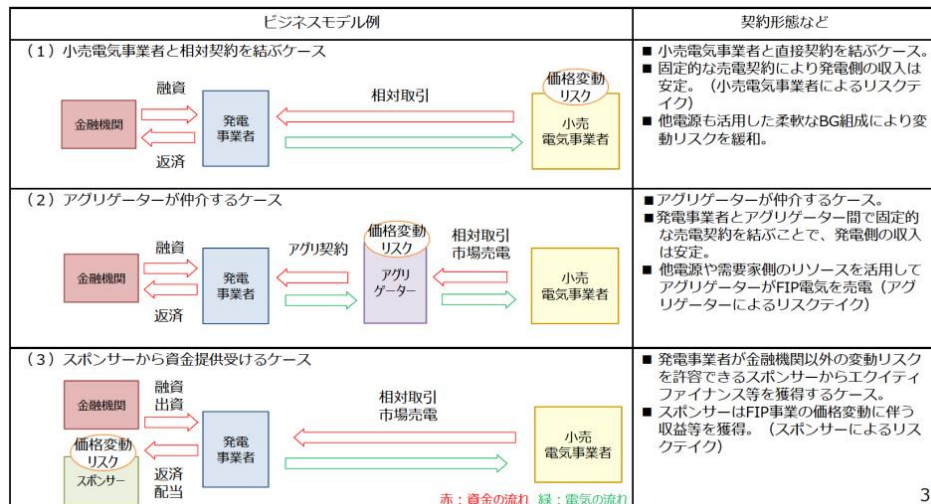 ビジネスモデル例
契約形態など
(1)小売電気事業者と相対契約を結ぶケース
融資
金融機関
返済
発電
事業者
相対取引
価格変動
リスク
小売
電気事業者
■ 小売電気事業者と直接契約を結ぶケース。
■ 固定的な売電契約により発電側の収入は
安定。(小売電気事業者によるリスクテ
イク)
■ 他電源も活用した柔軟なBG組成により変
動リスクを緩和。
(2)アグリゲーターが仲介するケース
融資
金融機関
返済
発電
事業者
アグリ契約
価格変動
リスク
アグリ
ゲーター
相対取引
市場売電
小売
電気事業者
■アグリゲーターが仲介するケース。
■発電事業者とアグリゲーター間で固定的
な売電契約を結ぶことで、発電側の収入
は安定。
■ 他電源や需要家側のリソースを活用して
アグリゲーターがFIP電気を売電(アグ
リゲーターによるリスクテイク)
(3)スポンサーから資金提供受けるケース
金融機関
融資
出資
価格変動
リスク
スポンサー
返済
配当
発電
事業者
相対取引
市場売電
小売
電気事業者
赤:資金の流れ 緑:電気の流れ
■ 発電事業者が金融機関以外の変動リスク
を許容できるスポンサーからエクイティ
ファイナンス等を獲得するケース。
■ スポンサーはFIP事業の価格変動に伴う
収益等を獲得。(スポンサーによるリス
クテイク)
3